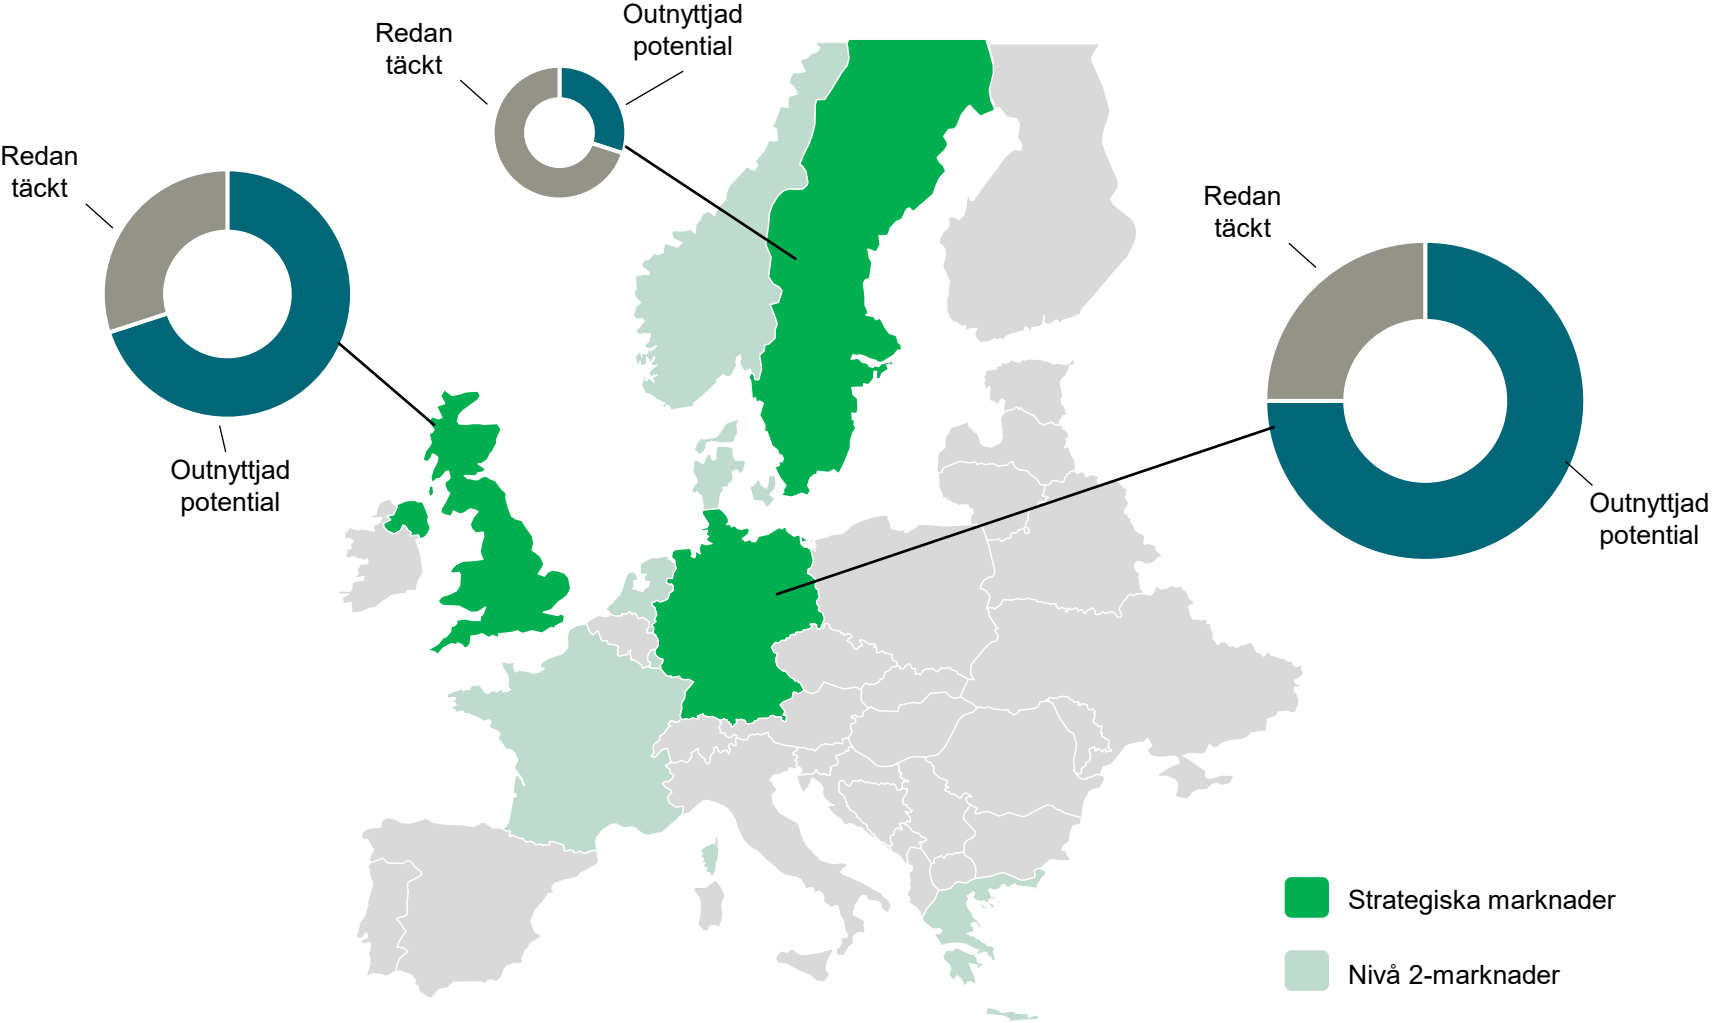 Redan
täckt
Outnyttjad
potential
Redan
täckt
Outnyttjad
potential
Redan
täckt
Outnyttjad
potential
Strategiska marknader
Nivå 2-marknader